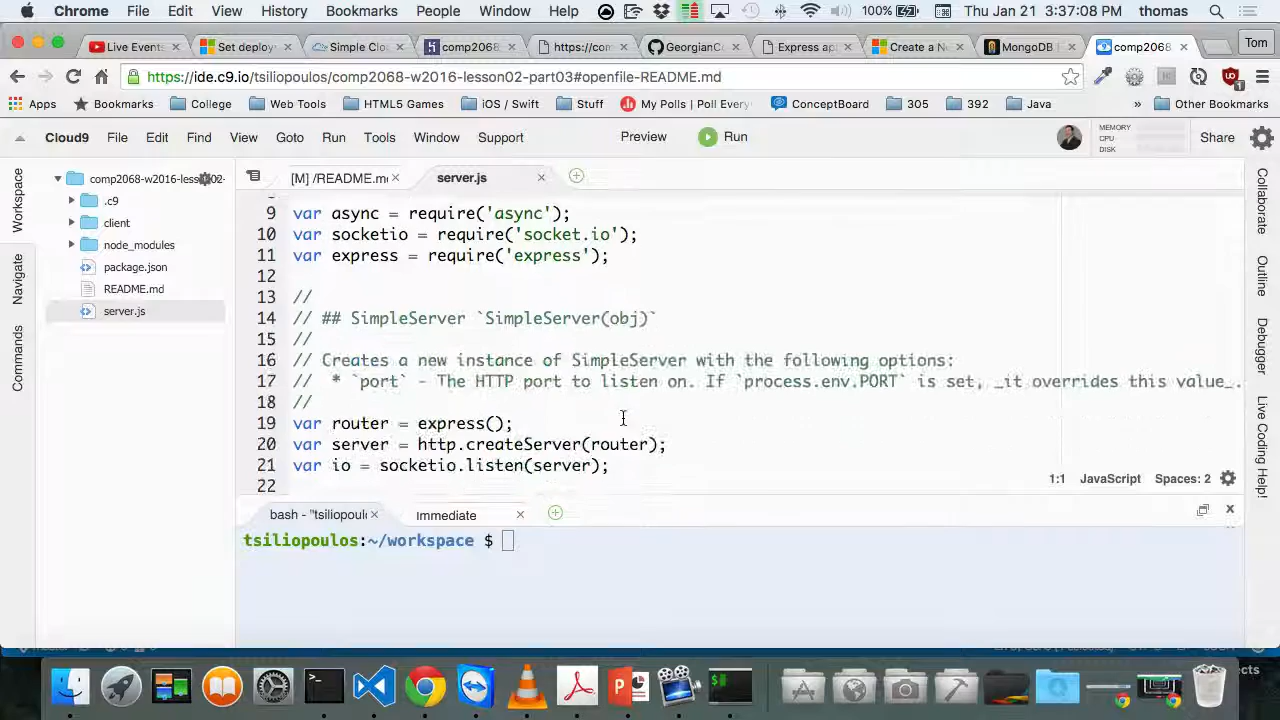 Chrome File Edit View History Bookmarks People Window Help 100% Thu Jan 21 3:37:08 PM thomas
Live Events Set deploy Simple Clou comp2068 https://com GeorgianCo Express app Create a No MongoDB comp2068 Tom
https://ide.c9.io/tsiliopoulos/comp2068-w2016-lesson02-part03#openfile-README.md
Apps Bookmarks College Web Tools HTML5 Games iOS / Swift Stuff My Polls | Poll Every ConceptBoard 305 392 Java » Other Bookmarks
Cloud9 File Edit Find View Goto Run Tools Window Support Preview Run MEMORY Share
CPU
DISK
Workspace
Navigate
Commands
comp2068-w2016-lesson02-
.c9
client
node_modules
package.json
README.md
server.js
[M] /README.m server.js
9 var async = require('async');
10 var socketio = require('socket.io');
11 var express = require('express');
12
13 //
14 // ## SimpleServer `SimpleServer(obj)`
15 //
16 // Creates a new instance of SimpleServer with the following options:
17 //  * `port` - The HTTP port to listen on. If `process.env.PORT` is set, _it overrides this value_.
18 //
19 var router = express();
20 var server = http.createServer(router);
21 var io = socketio.listen(server);
22
1:1 JavaScript Spaces: 2
Collaborate
Outline
Debugger
Live Coding Help!
bash - "tsiliopoulo Immediate
tsiliopoulos:~/workspace $